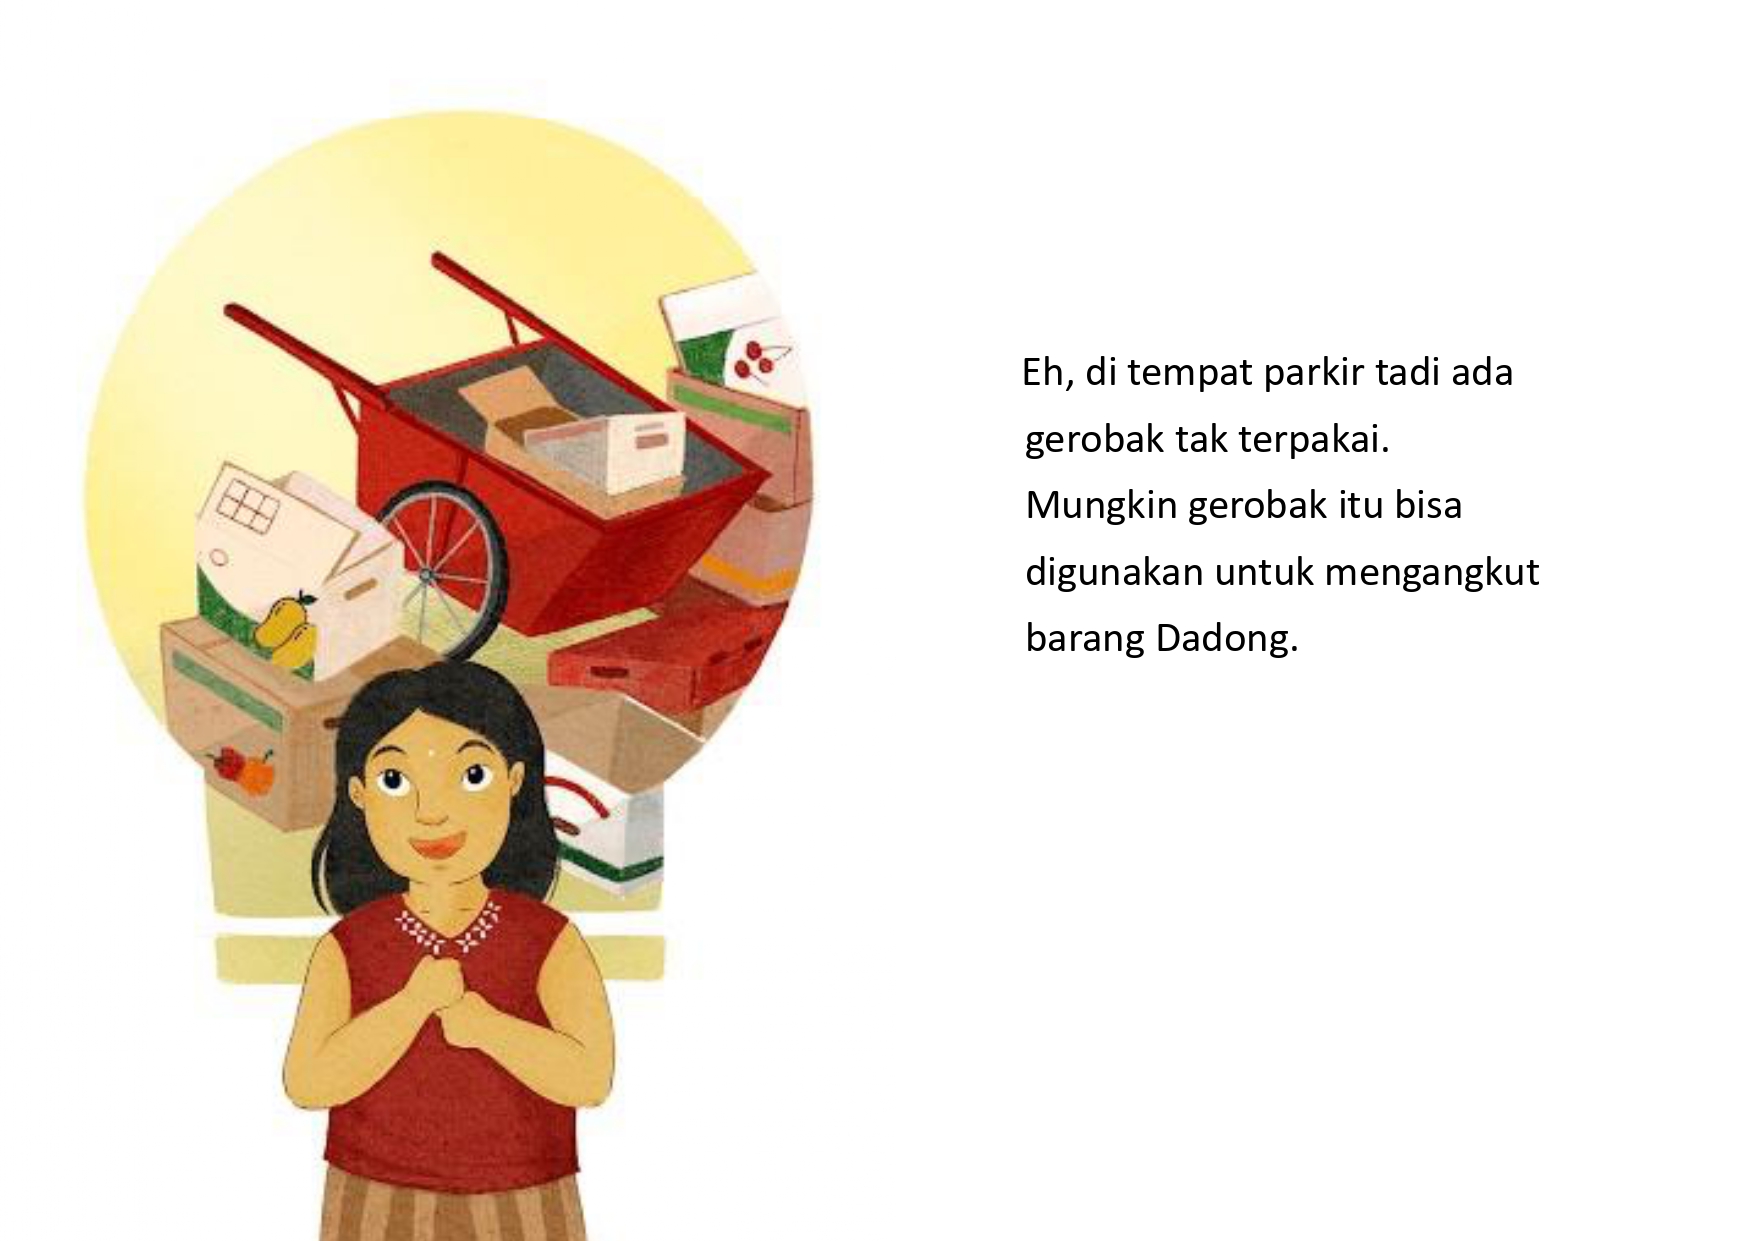 Eh, di tempat parkir tadi ada
gerobak tak terpakai.
Mungkin gerobak itu bisa
digunakan untuk mengangkut
barang Dadong.